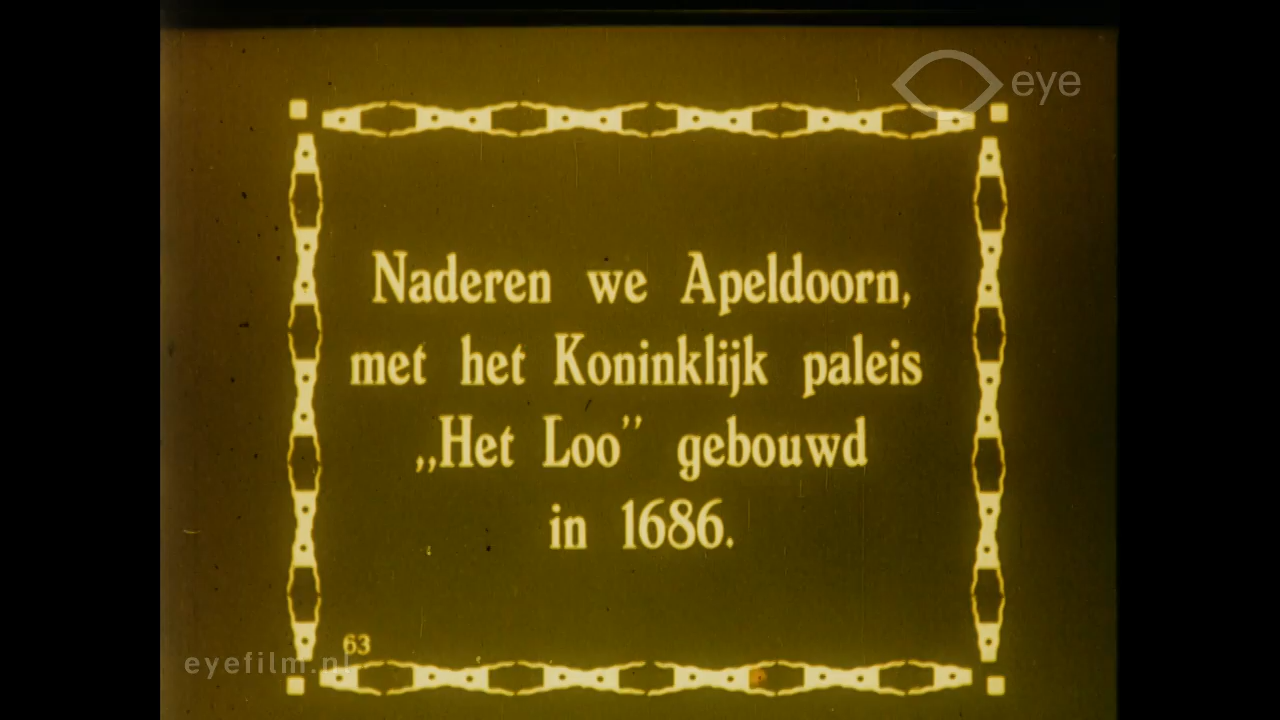 eye
Naderen we Apeldoorn,
met het Koninklijk paleis
„Het Loo” gebouwd
in 1686.
63
eyefilm.nl